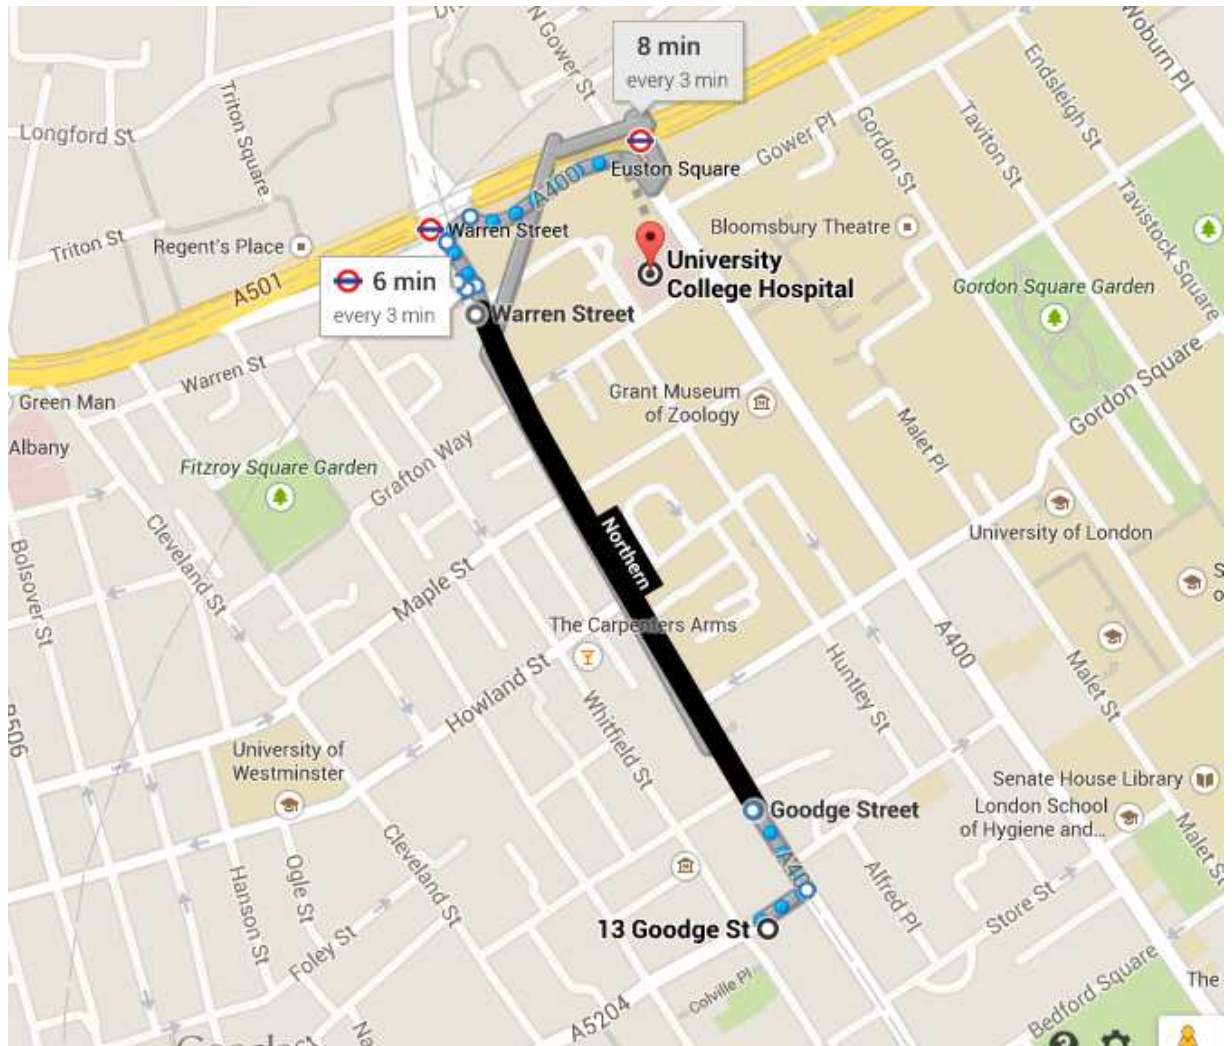 N Gower St
8 min
every 3 min
Woburn Pl
Endsleigh St
Longford St
Triton Square
Gower Pl
Gordon St
Taviton St
Tavistock Square
Euston Square
A400
Triton St
Regent's Place
Warren Street
Bloomsbury Theatre
A501
6 min
every 3 min
University
College Hospital
Gordon Square Garden
Warren Street
Warren St
Green Man
Grant Museum
of Zoology
Gordon Square
Albany
Fitzroy Square Garden
Grafton Way
Malet Pl
Cleveland St
Northern
University of London
Bolsover St
Maple St
The Carpenters Arms
A400
Howland St
Huntley St
Malet St
Whitfield St
University of
Westminster
Senate House Library
London School
of Hygiene and...
Goodge Street
Malet St
Cleveland St
Hanson St
Ogle St
Alfred Pl
Store St
13 Goodge St
Foley St
Colville Pl
Bedford Square
The
A5204